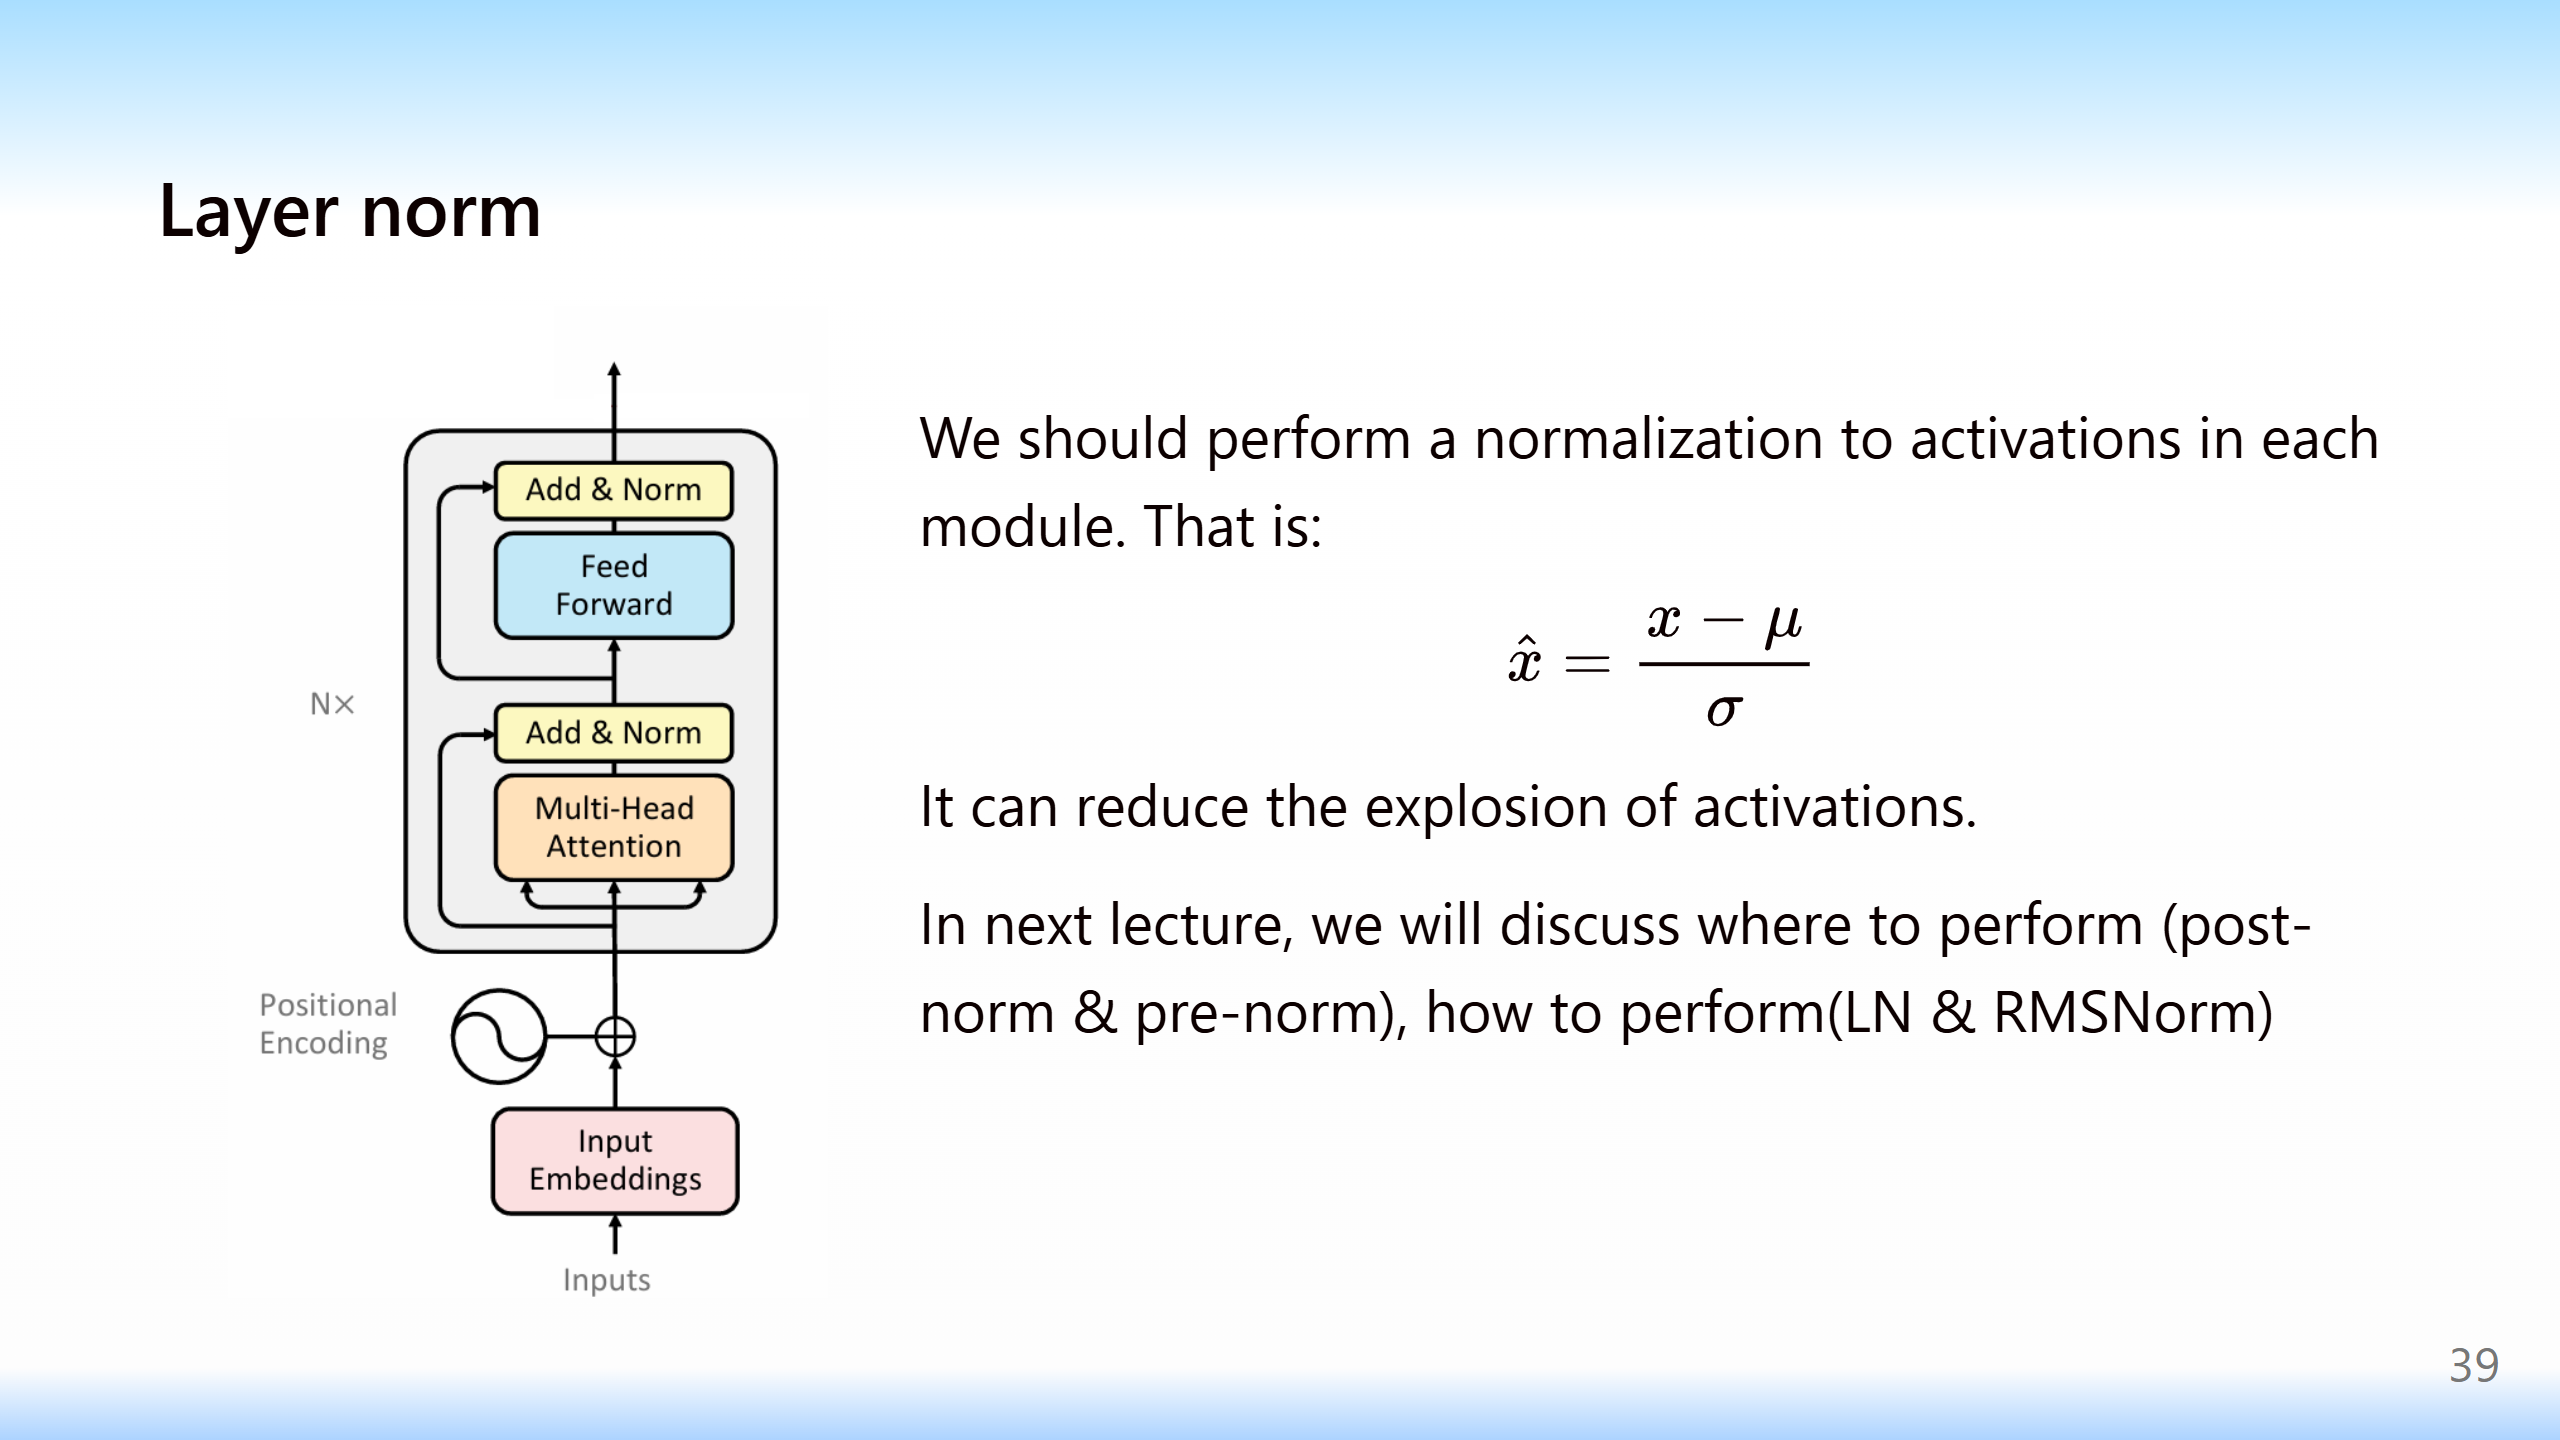 Layer norm
Add & Norm
Feed
Forward
N×
Add & Norm
Multi-Head
Attention
Positional
Encoding
Input
Embeddings
Inputs
We should perform a normalization to activations in each
module. That is:
x̂ = (x − μ) / σ
It can reduce the explosion of activations.
In next lecture, we will discuss where to perform (post-
norm & pre-norm), how to perform(LN & RMSNorm)
39